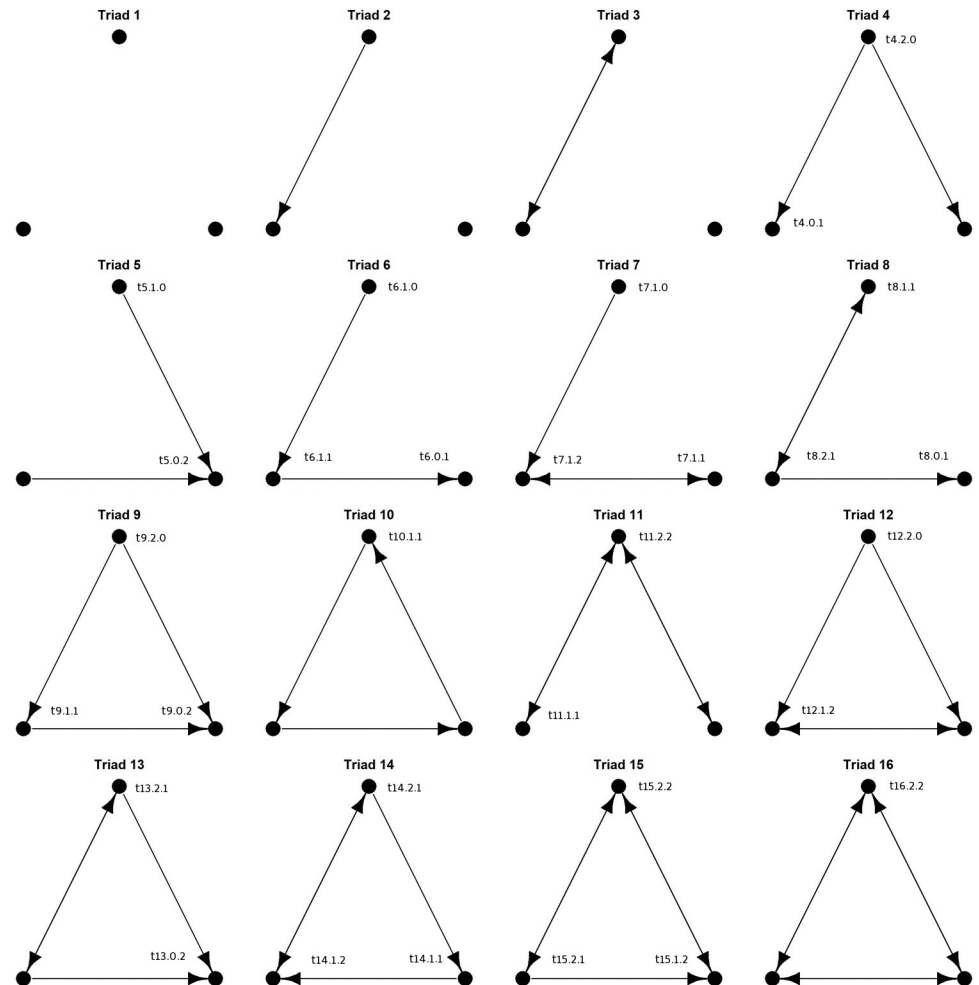 Triad 1
Triad 2
Triad 3
Triad 4
t4.2.0
t4.0.1
Triad 5
Triad 6
Triad 7
Triad 8
t5.1.0
t6.1.0
t7.1.0
t8.1.1
t5.0.2
t6.1.1
t6.0.1
t7.1.2
t7.1.1
t8.2.1
t8.0.1
Triad 9
Triad 10
Triad 11
Triad 12
t9.2.0
t10.1.1
t11.2.2
t12.2.0
t9.1.1
t9.0.2
t11.1.1
t12.1.2
Triad 13
Triad 14
Triad 15
Triad 16
t13.2.1
t14.2.1
t15.2.2
t16.2.2
t13.0.2
t14.1.2
t14.1.1
t15.2.1
t15.1.2